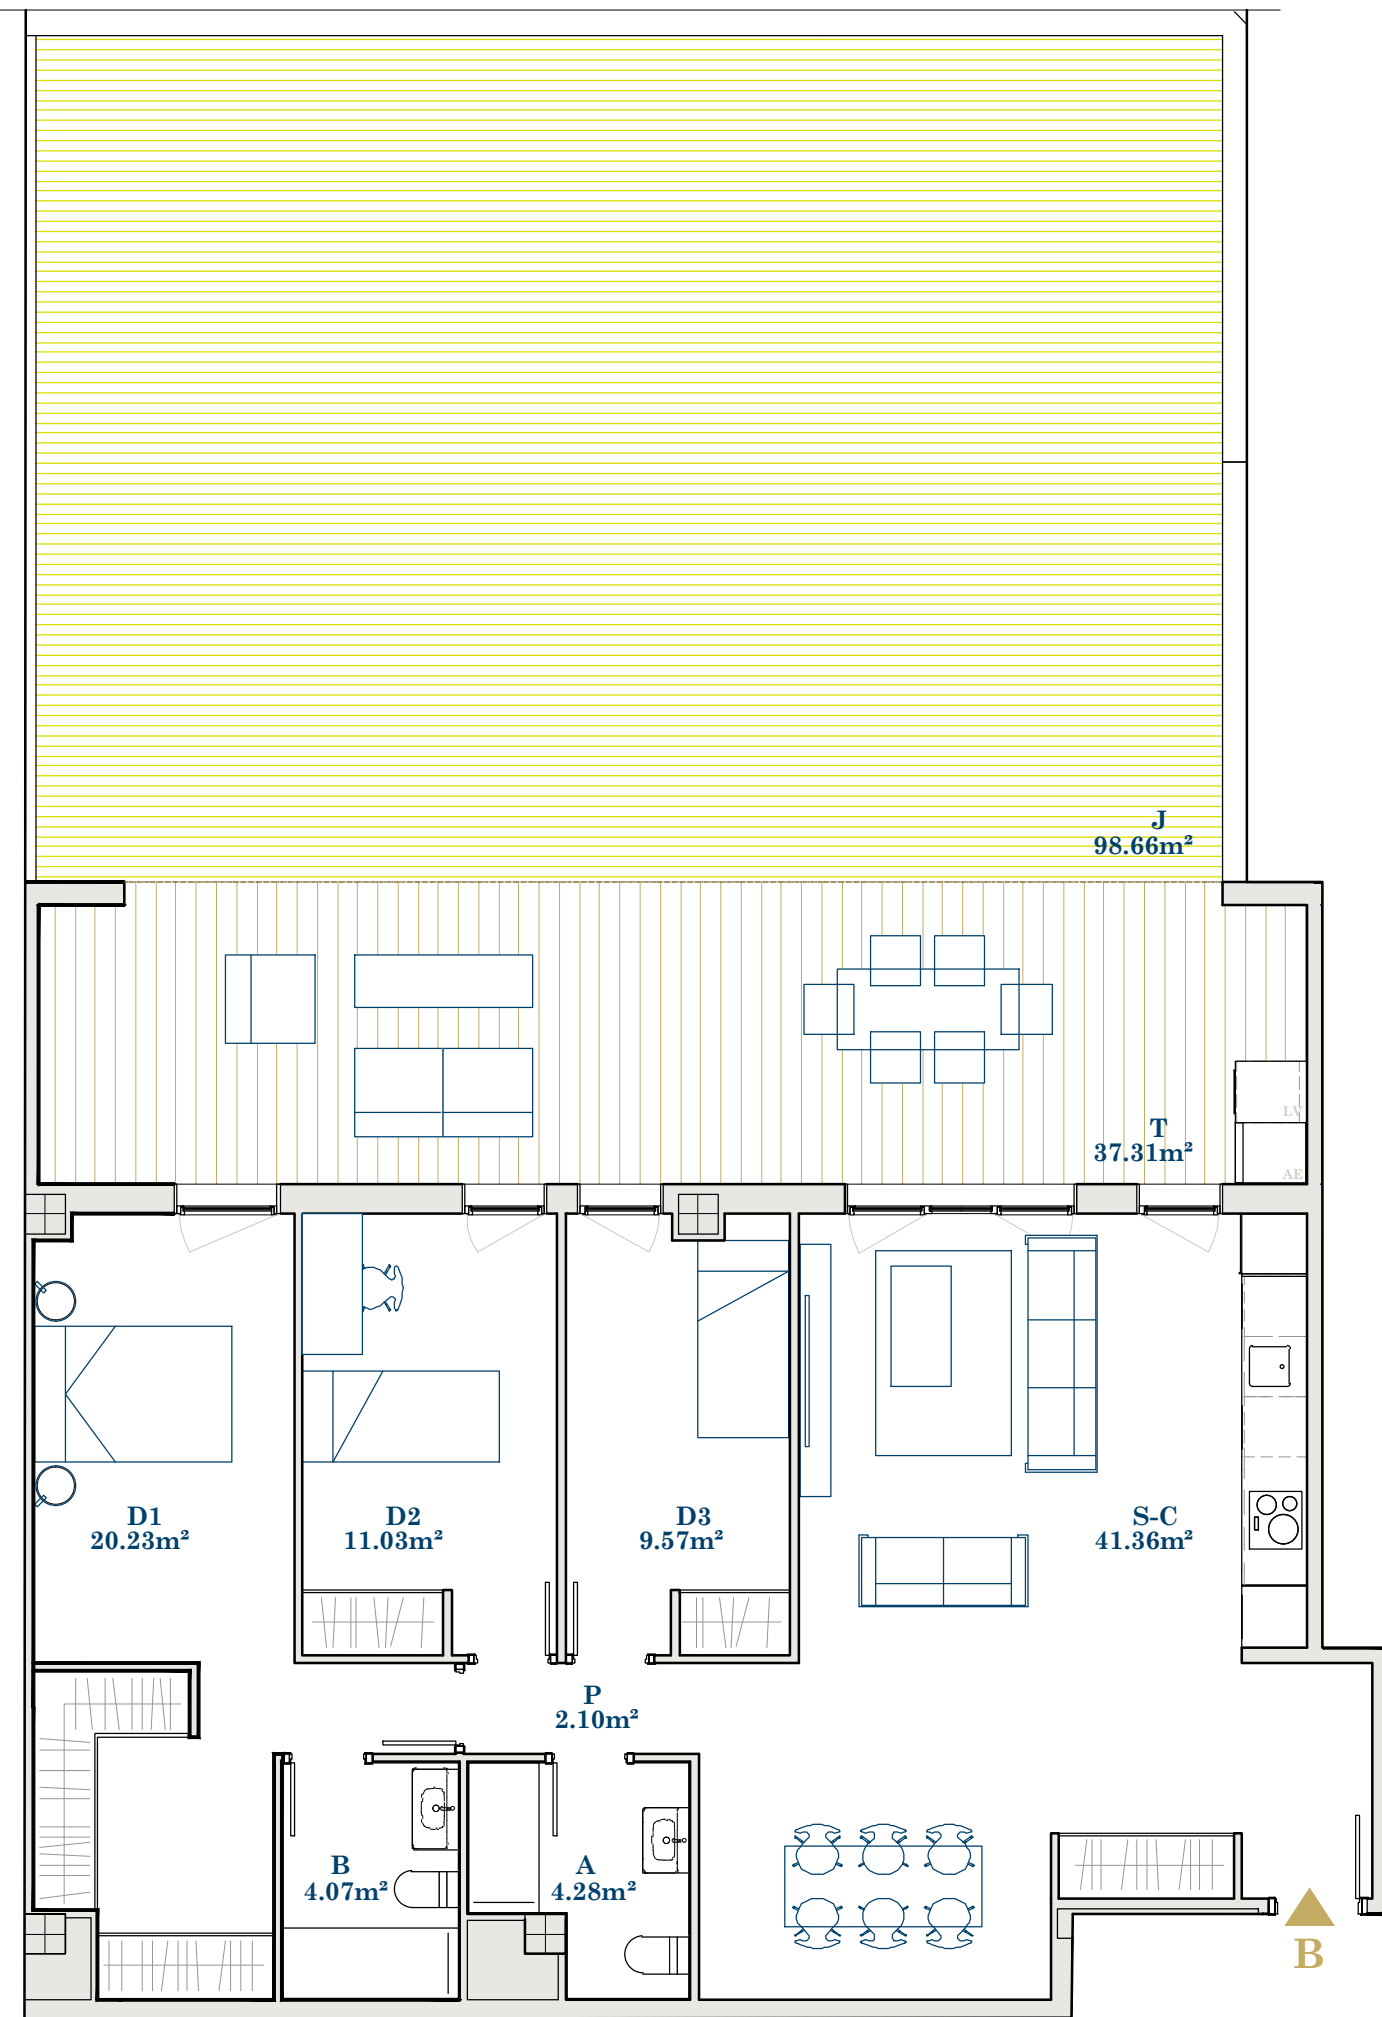 J
98.66m²
LV
T
37.31m²
AE
D1
20.23m²
D2
11.03m²
D3
9.57m²
S-C
41.36m²
P
2.10m²
B
4.07m²
A
4.28m²
B